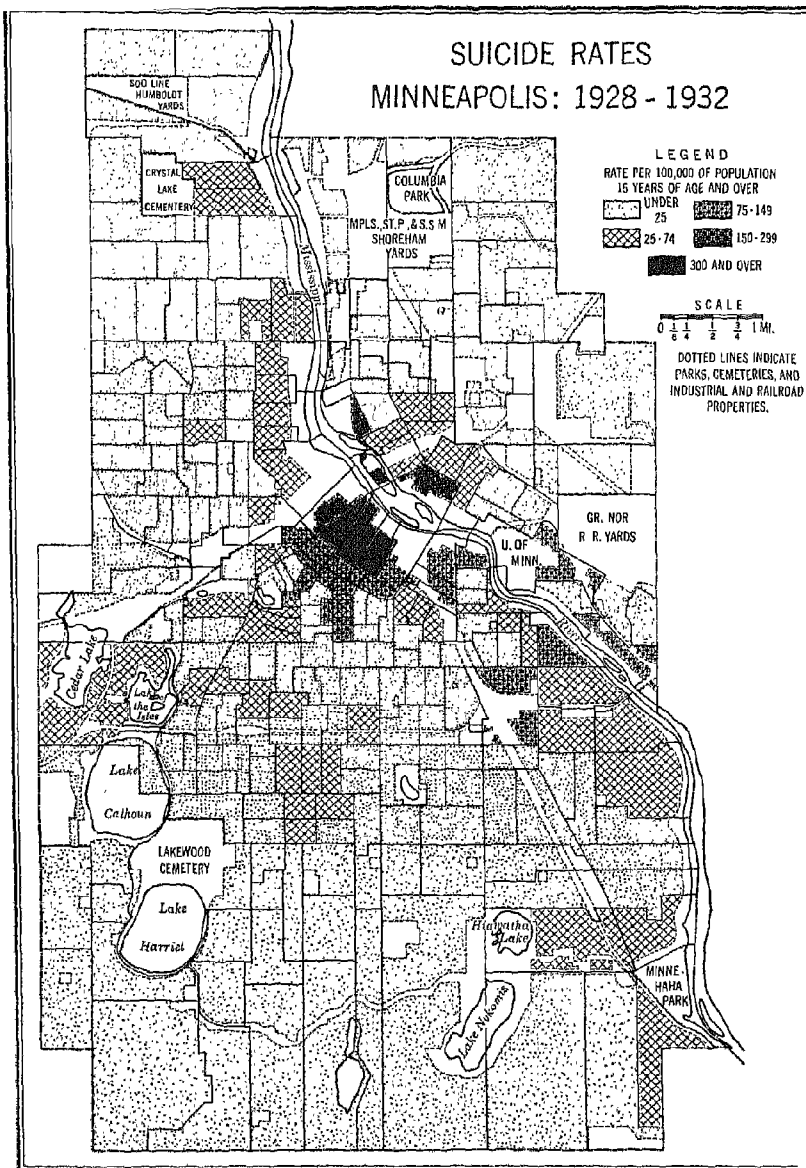 SUICIDE RATES
MINNEAPOLIS: 1928 - 1932
LEGEND
RATE PER 100,000 OF POPULATION
15 YEARS OF AGE AND OVER
UNDER
25
75-149
25-74
150-299
300 AND OVER
SCALE
0 1/8 1/4 1/2 3/4 1 MI.
DOTTED LINES INDICATE
PARKS, CEMETERIES, AND
INDUSTRIAL AND RAILROAD
PROPERTIES.
SOO LINE
HUMBOLDT
YARDS
CRYSTAL
LAKE
CEMETERY
COLUMBIA
PARK
MPLS., ST. P., & S. S M
SHOREHAM
YARDS
Mississippi
GR. NOR
R R. YARDS
U. OF
MINN.
Cedar Lake
Lake
the
Isles
Lake
Calhoun
LAKEWOOD
CEMETERY
Lake
Harriet
Hiawatha
Lake
MINNE-
HAHA
PARK
Lake Nokomis